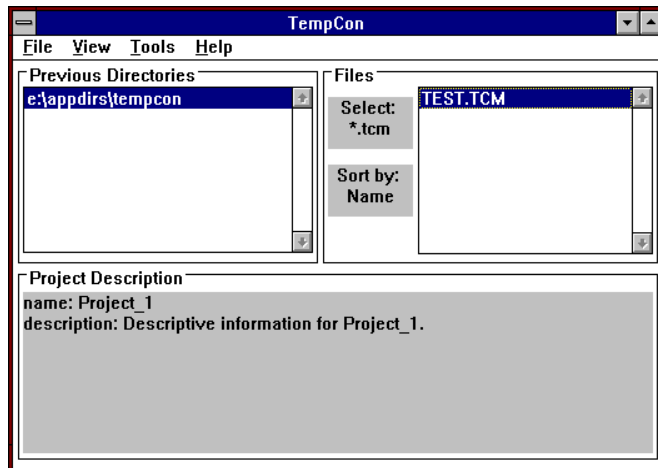 TempCon
File View Tools Help
Previous Directories
e:\appdirs\tempcon
Files
Select:
*.tcm
Sort by:
Name
TEST.TCM
Project Description
name: Project_1
description: Descriptive information for Project_1.